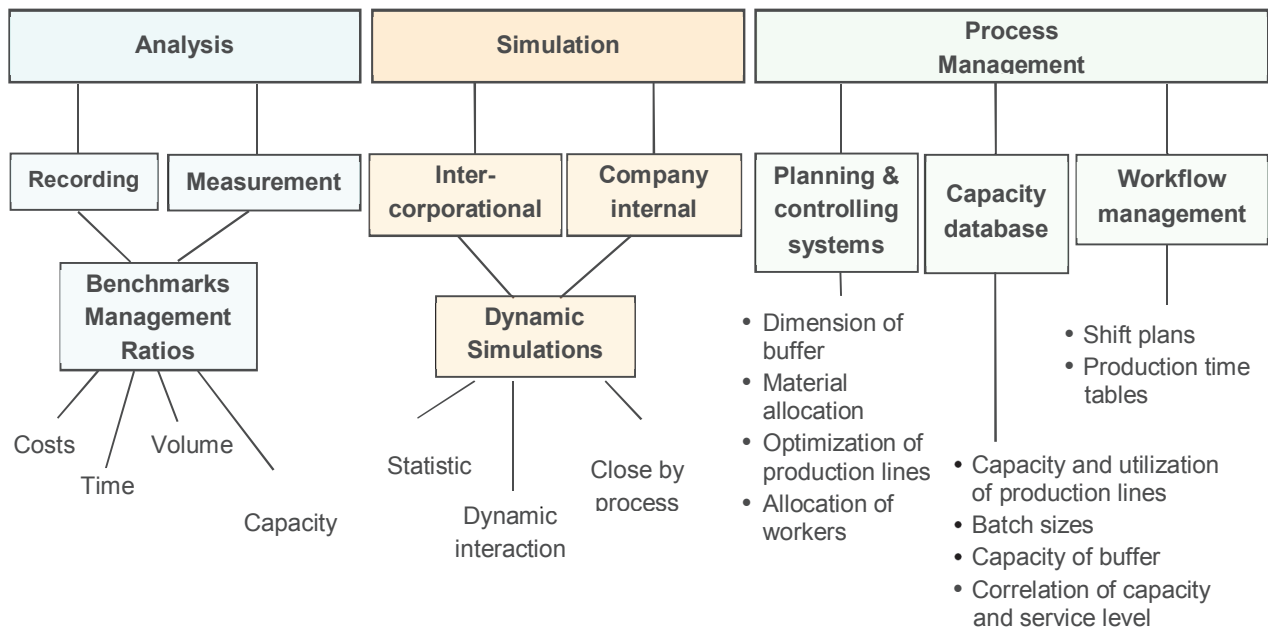 Analysis
Simulation
Process
Management
Recording
Measurement
Inter-
corporational
Company
internal
Planning &
controlling
systems
Capacity
database
Workflow
management
Benchmarks
Management
Ratios
Dynamic
Simulations
• Dimension of
buffer
• Material
allocation
• Optimization of
production lines
• Allocation of
workers
• Shift plans
• Production time
tables
Costs
Time
Volume
Capacity
Statistic
Dynamic
interaction
Close by
process
• Capacity and utilization
of production lines
• Batch sizes
• Capacity of buffer
• Correlation of capacity
and service level